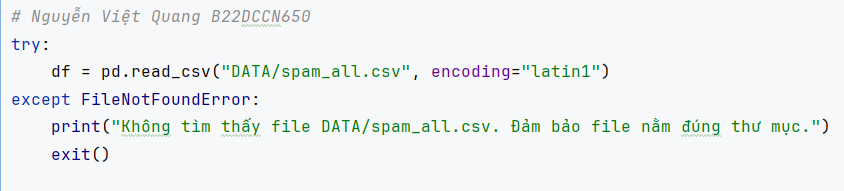 # Nguyễn Việt Quang B22DCCN650
try:
    df = pd.read_csv("DATA/spam_all.csv", encoding="latin1")
except FileNotFoundError:
    print("Không tìm thấy file DATA/spam_all.csv. Đảm bảo file nằm đúng thư mục.")
    exit()